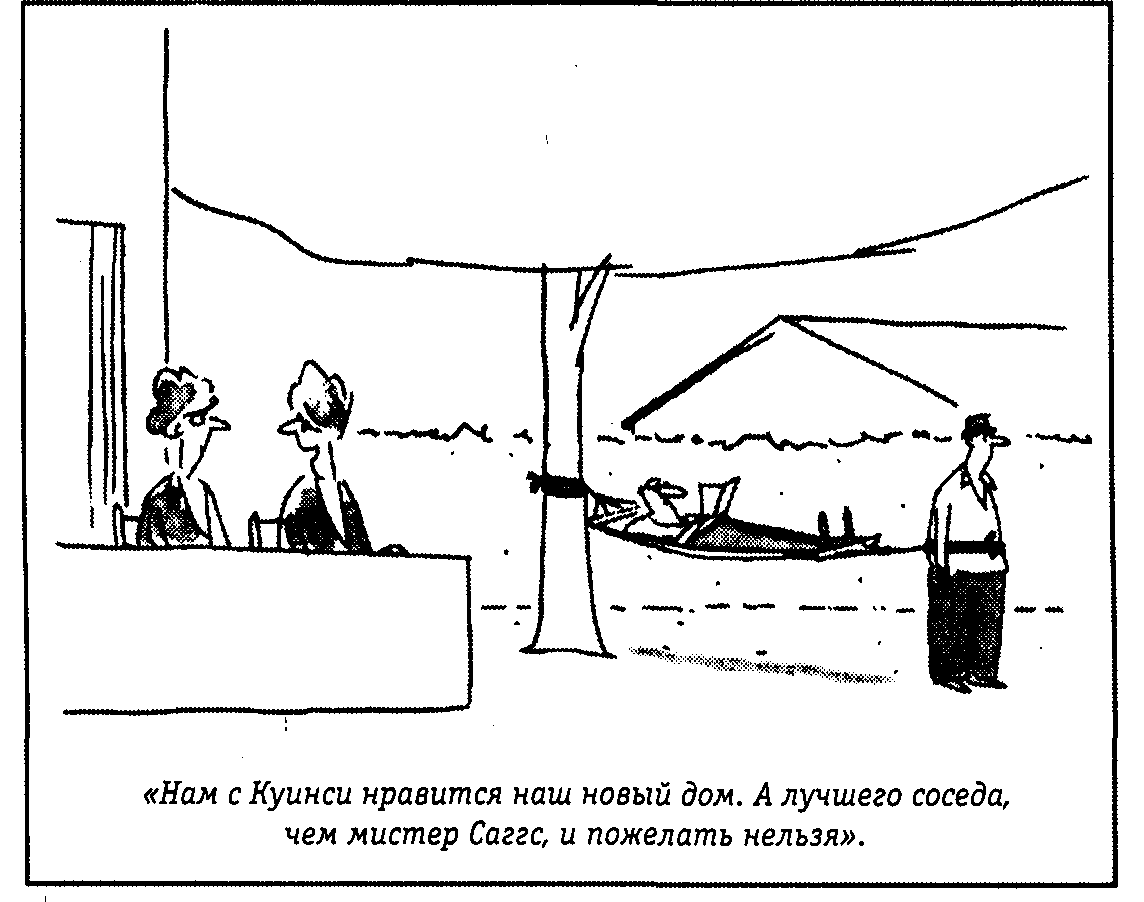 «Нам с Куинси нравится наш новый дом. А лучшего соседа,
чем мистер Саггс, и пожелать нельзя».